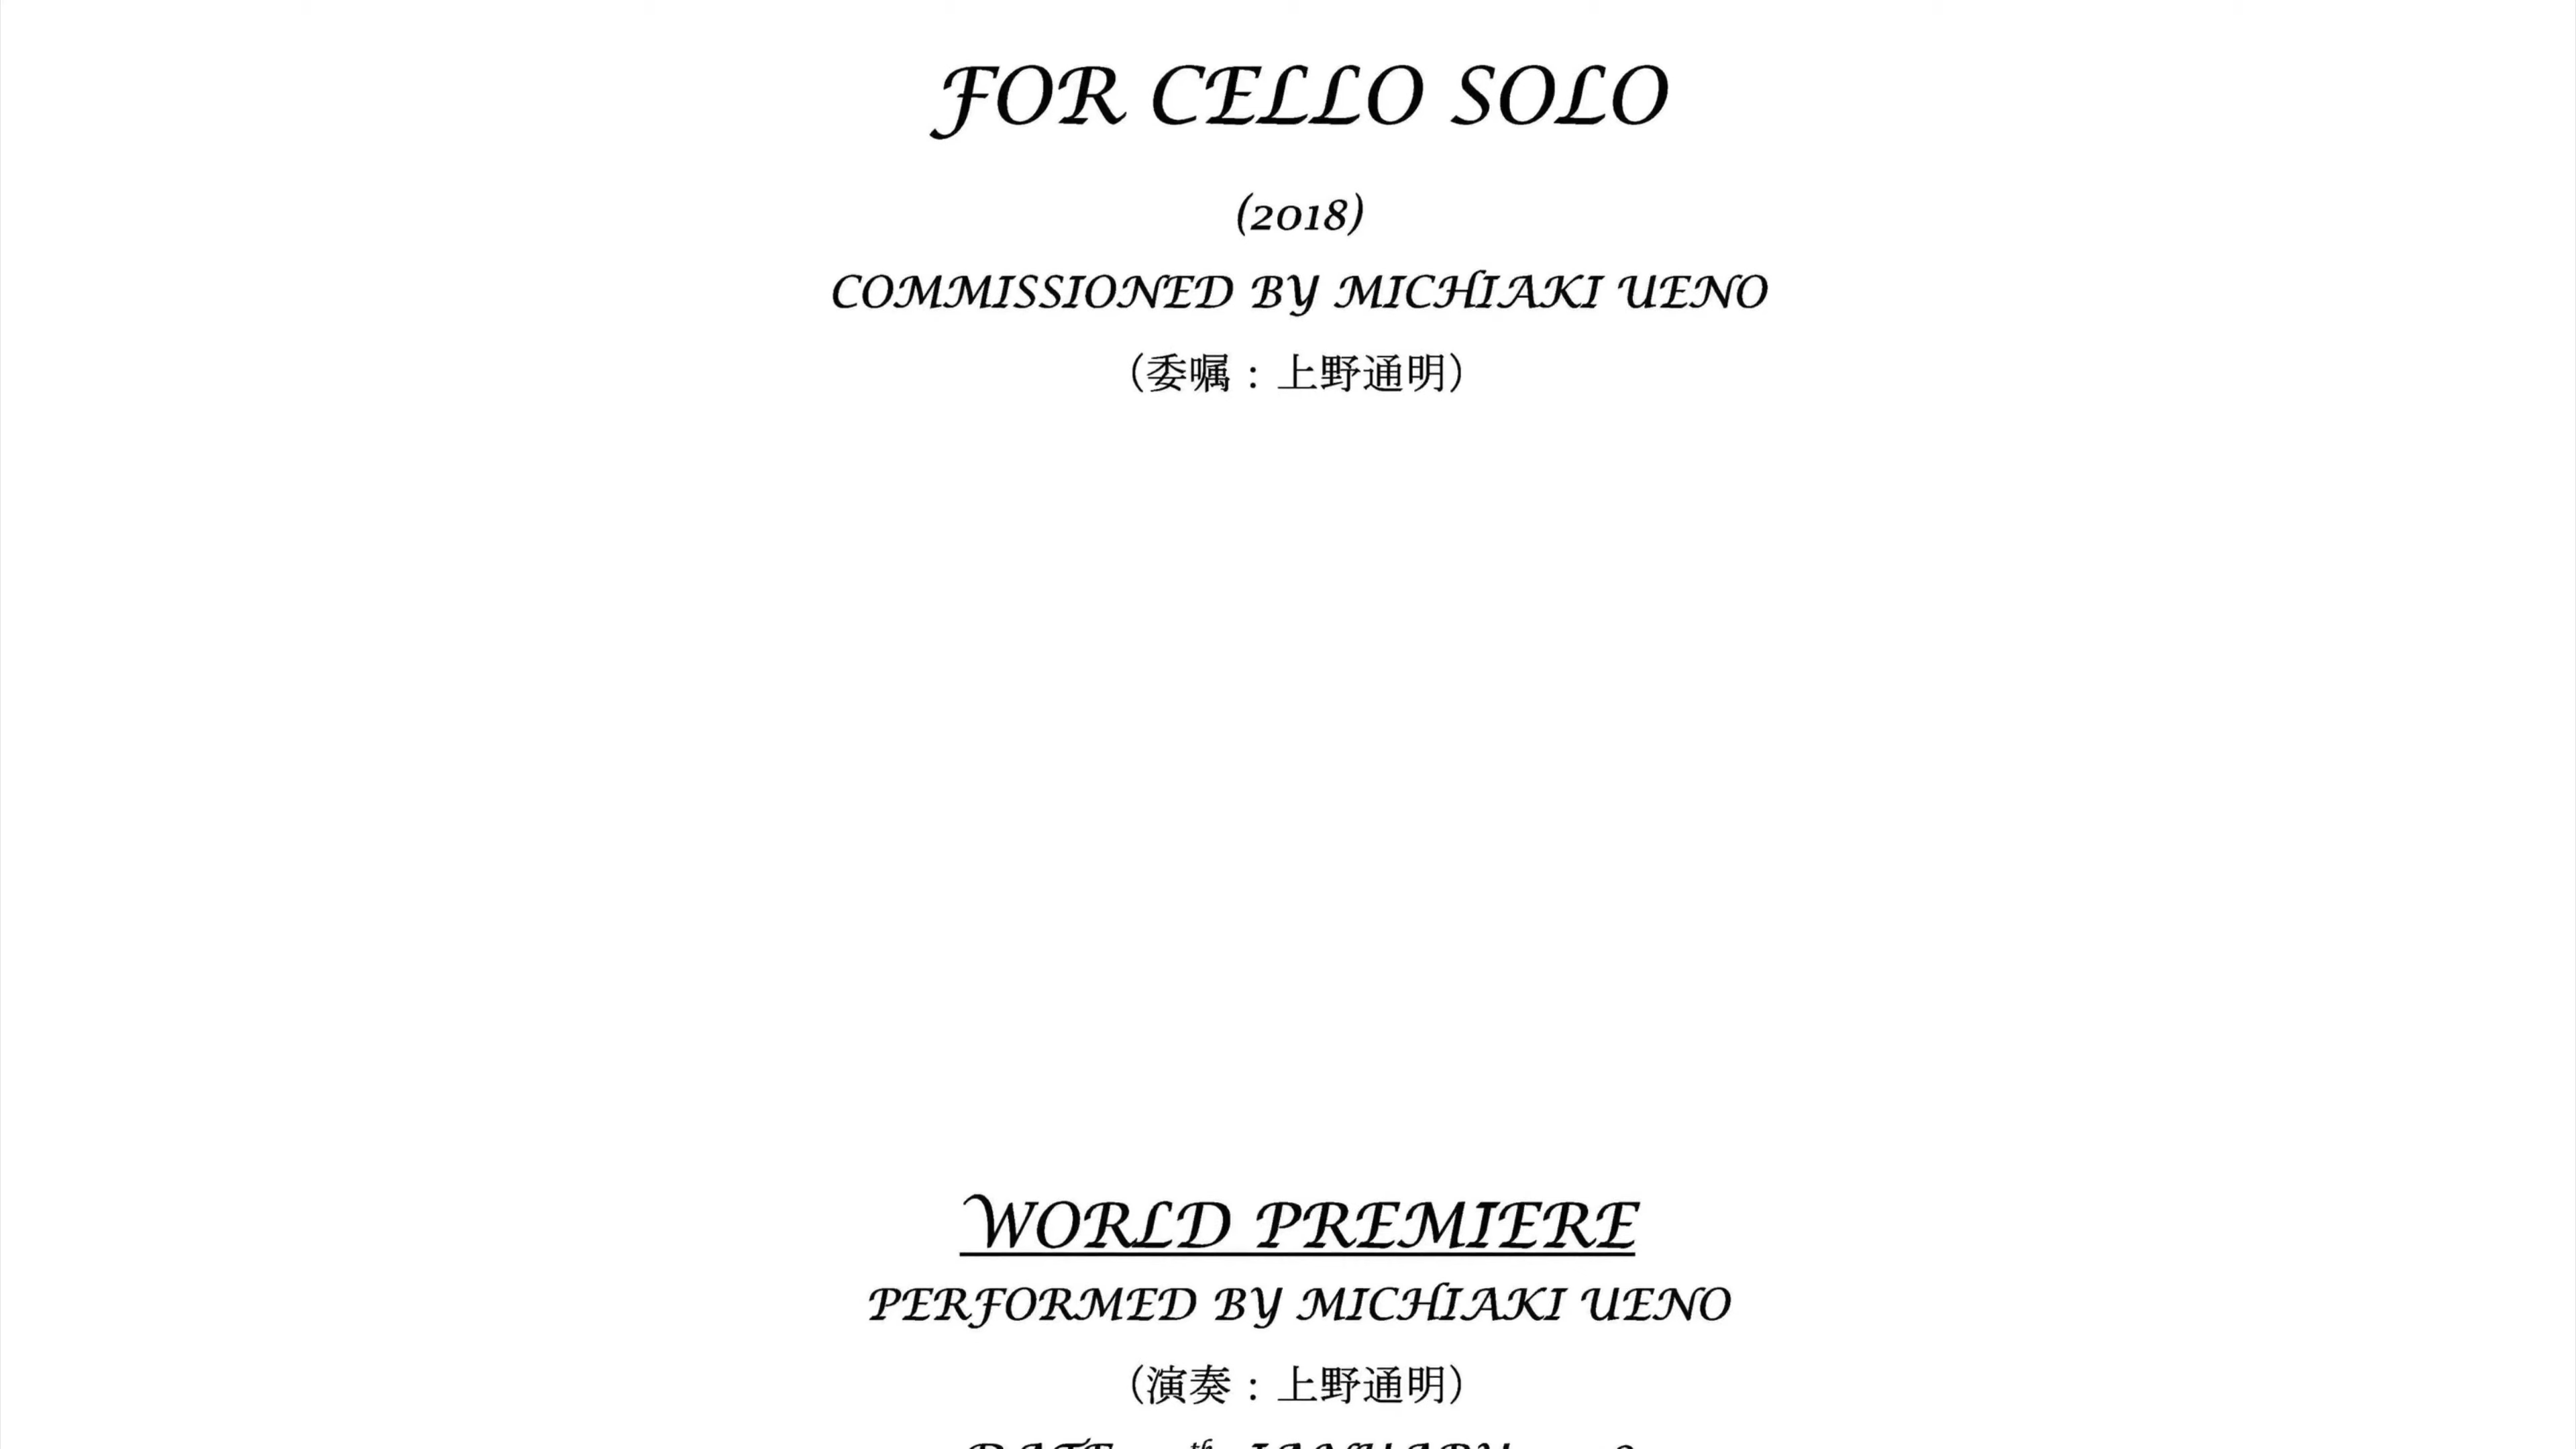 FOR CELLO SOLO
(2018)
COMMISSIONED BY MICHIAKI UENO
（委嘱：上野通明）
WORLD PREMIERE
PERFORMED BY MICHIAKI UENO
（演奏：上野通明）